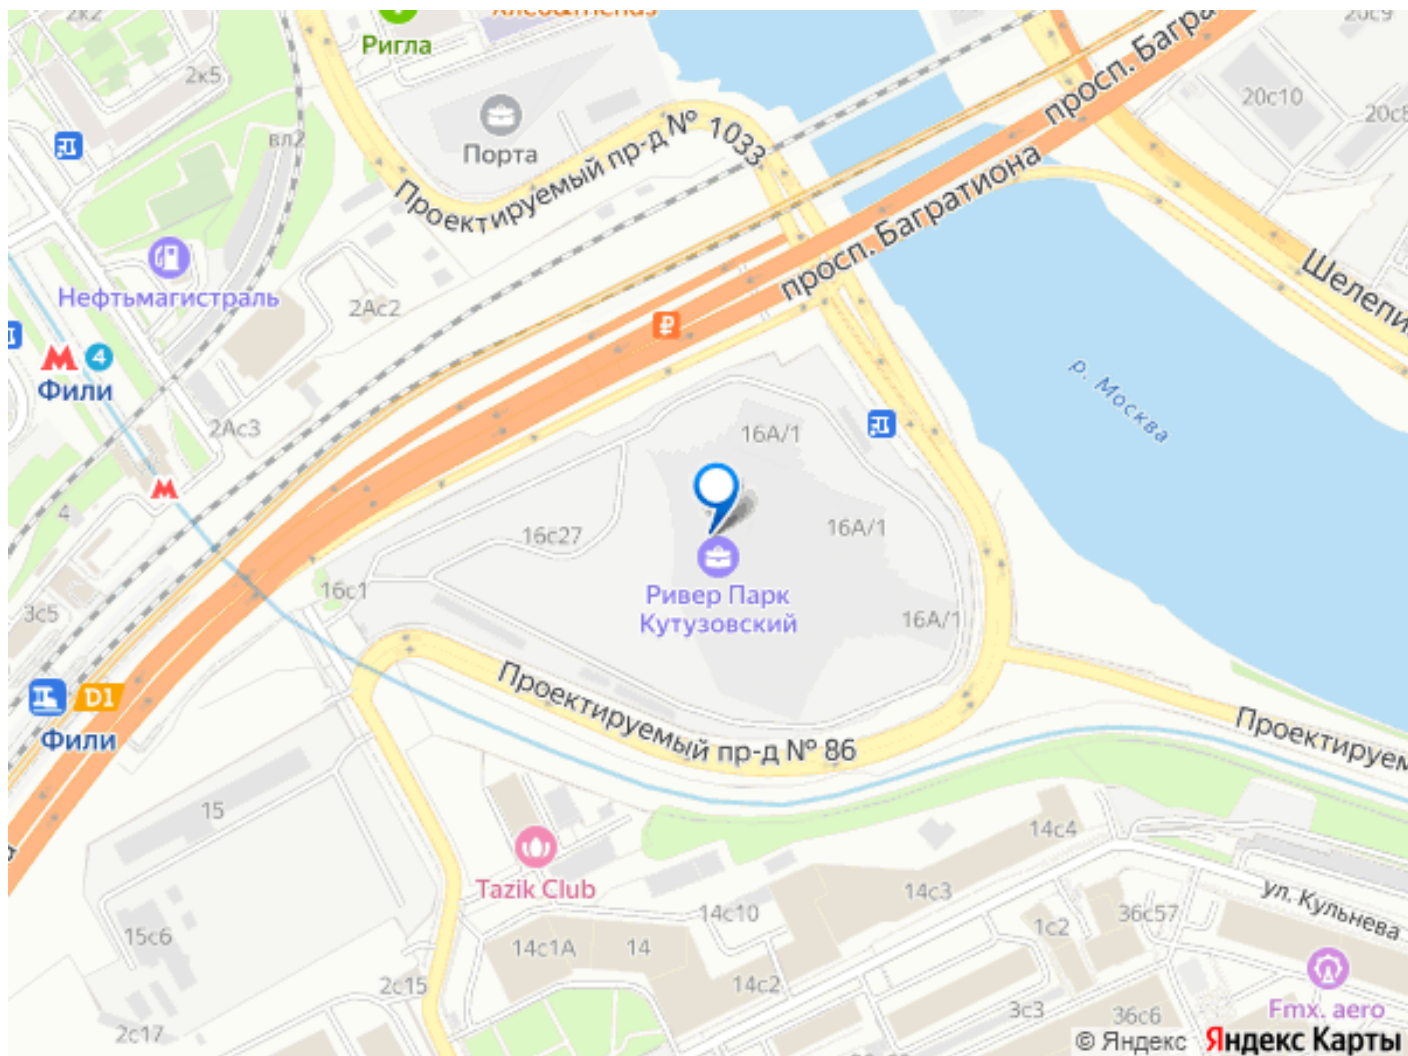 2к2
Ригла
20с9
просп. Багра
2к5
20с10
вл2
Порта
Проектируемый пр-д № 1033
просп. Багратиона
Нефтьмагистраль
2Ас2
₽
Шелепи
М 4
Фили
р. Москва
2Ас3
16А/1
М
4
16с27
16А/1
3с5
16с1
Ривер Парк
Кутузовский
16А/1
D1
Фили
Проектируемый пр-д № 86
Проектируем
15
14с4
Tazik Club
14с3
ул. Кульнева
15с6
14с10
1с2
36с57
14с1А
14
14с2
2с15
3с3
Fmx. aero
36с6
2с17
© Яндекс Яндекс Карты